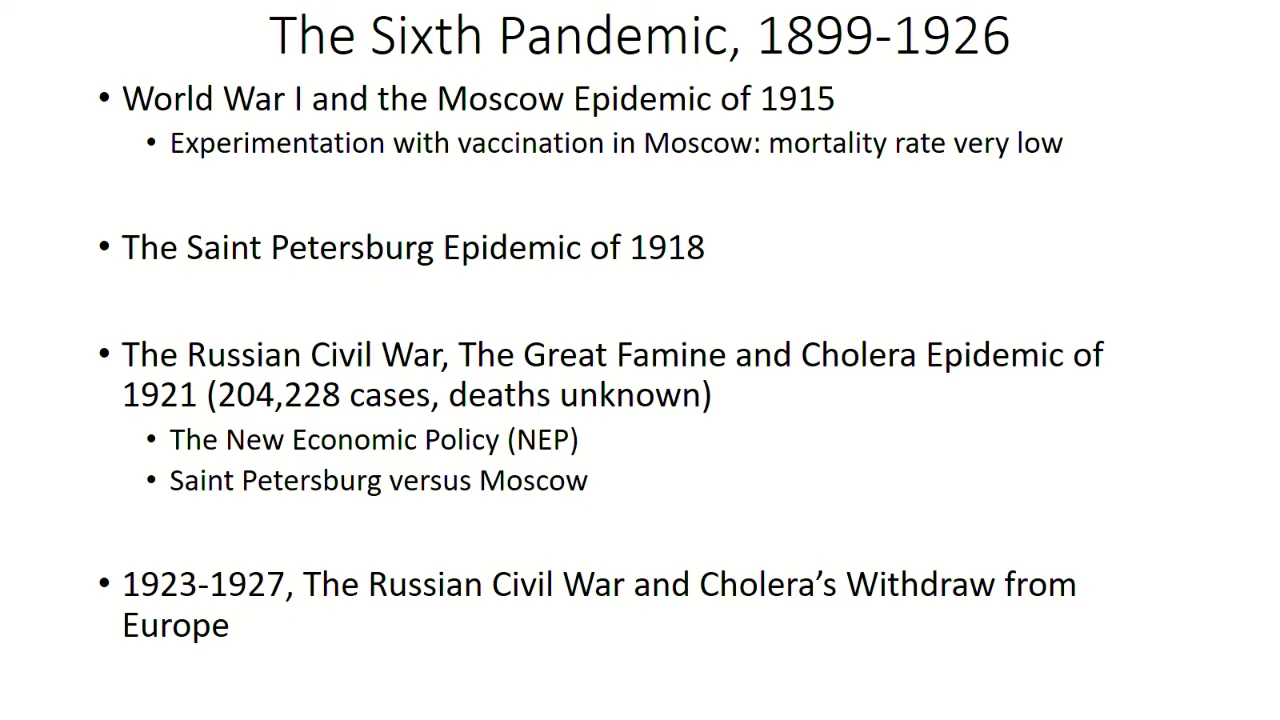 The Sixth Pandemic, 1899-1926
• World War I and the Moscow Epidemic of 1915
• Experimentation with vaccination in Moscow: mortality rate very low
• The Saint Petersburg Epidemic of 1918
• The Russian Civil War, The Great Famine and Cholera Epidemic of
1921 (204,228 cases, deaths unknown)
• The New Economic Policy (NEP)
• Saint Petersburg versus Moscow
• 1923-1927, The Russian Civil War and Cholera’s Withdraw from
Europe